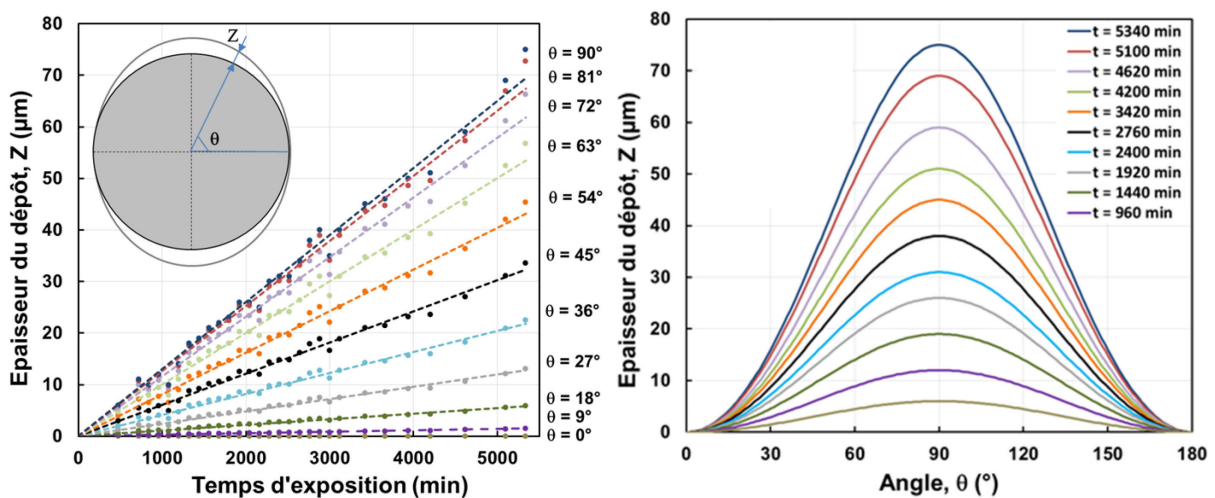 80
70
60
50
40
30
20
10
0
Epaisseur du dépôt, Z (µm)
Z
θ
0
1000
2000
3000
4000
5000
Temps d'exposition (min)
θ = 90°
θ = 81°
θ = 72°
θ = 63°
θ = 54°
θ = 45°
θ = 36°
θ = 27°
θ = 18°
θ = 9°
θ = 0°
80
70
60
50
40
30
20
10
0
Epaisseur du dépôt, Z (µm)
t = 5340 min
t = 5100 min
t = 4620 min
t = 4200 min
t = 3420 min
t = 2760 min
t = 2400 min
t = 1920 min
t = 1440 min
t = 960 min
0
30
60
90
120
150
180
Angle, θ (°)